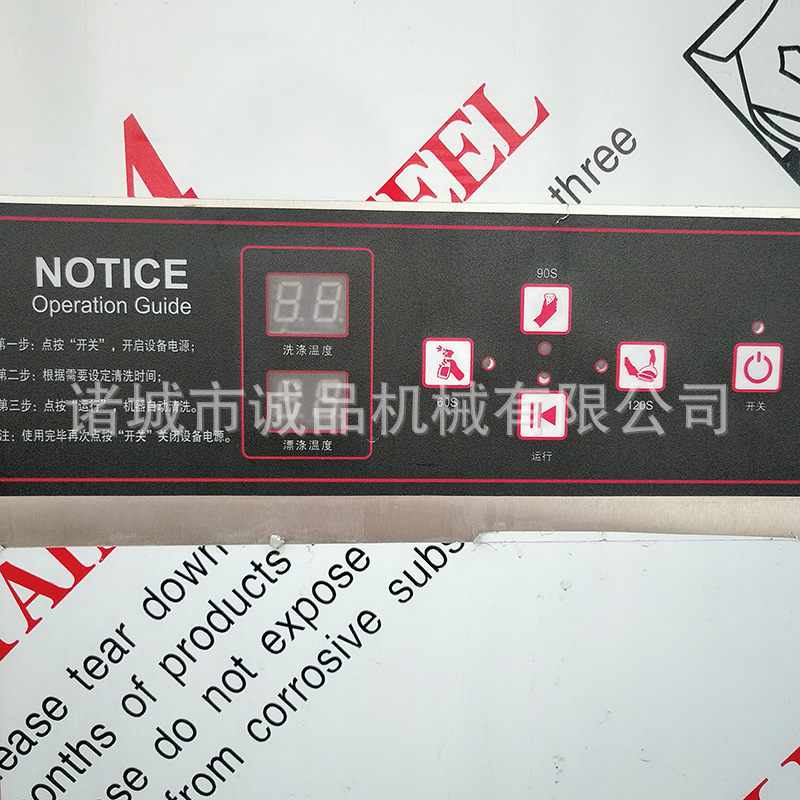 EEL
three
NOTICE
Operation Guide
第一步：点按“开关”，开启设备电源；
第二步：根据需要设定清洗时间；
第三步：点按“运行”，机器自动清洗。
注：使用完毕再次点按“开关”关闭设备电源。
88
洗涤温度
漂涤温度
90S
60S
120S
运行
开关
诸城市诚品机械有限公司
ease tear down
onths of products
se do not expose
from corrosive subs